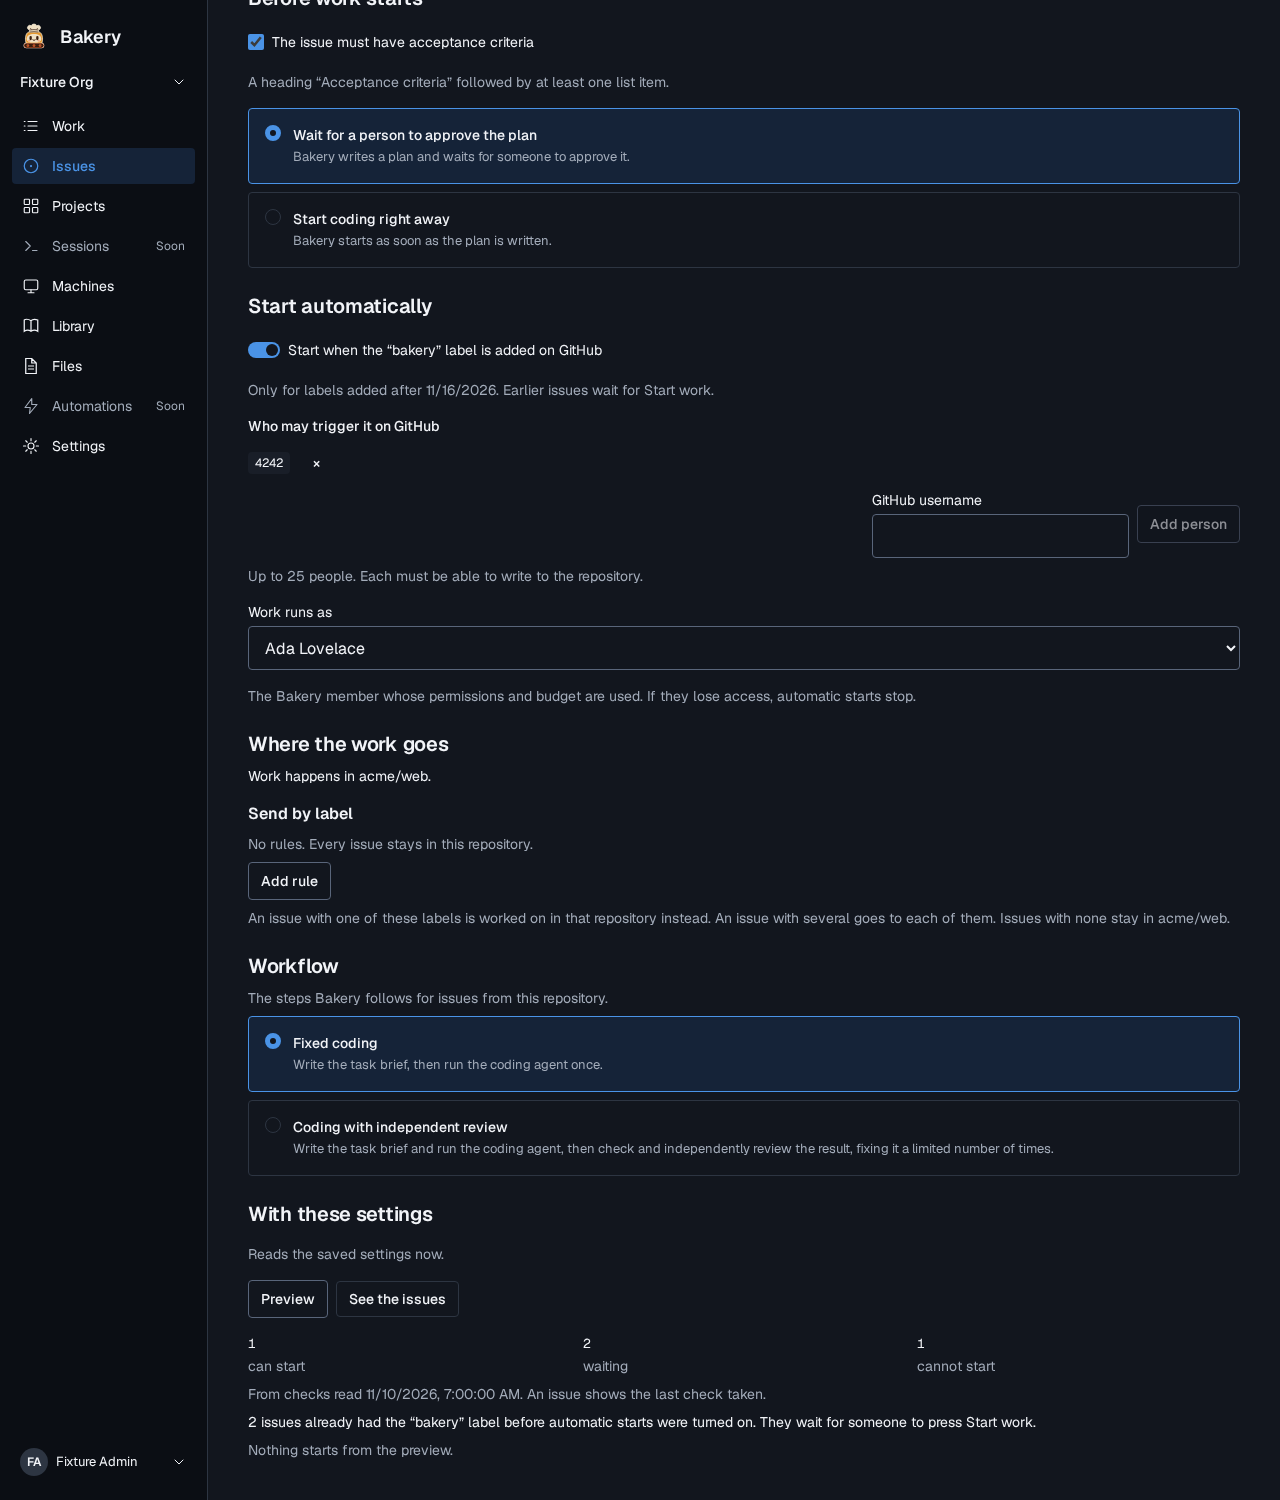 Bakery
Fixture Org
Work
Issues
Projects
Sessions Soon
Machines
Library
Files
Automations Soon
Settings
FA Fixture Admin
Before work starts
The issue must have acceptance criteria
A heading “Acceptance criteria” followed by at least one list item.
Wait for a person to approve the plan
Bakery writes a plan and waits for someone to approve it.
Start coding right away
Bakery starts as soon as the plan is written.
Start automatically
Start when the “bakery” label is added on GitHub
Only for labels added after 11/16/2026. Earlier issues wait for Start work.
Who may trigger it on GitHub
4242 ×
GitHub username
Add person
Up to 25 people. Each must be able to write to the repository.
Work runs as
Ada Lovelace
The Bakery member whose permissions and budget are used. If they lose access, automatic starts stop.
Where the work goes
Work happens in acme/web.
Send by label
No rules. Every issue stays in this repository.
Add rule
An issue with one of these labels is worked on in that repository instead. An issue with several goes to each of them. Issues with none stay in acme/web.
Workflow
The steps Bakery follows for issues from this repository.
Fixed coding
Write the task brief, then run the coding agent once.
Coding with independent review
Write the task brief and run the coding agent, then check and independently review the result, fixing it a limited number of times.
With these settings
Reads the saved settings now.
Preview See the issues
1 2 1
can start waiting cannot start
From checks read 11/10/2026, 7:00:00 AM. An issue shows the last check taken.
2 issues already had the “bakery” label before automatic starts were turned on. They wait for someone to press Start work.
Nothing starts from the preview.